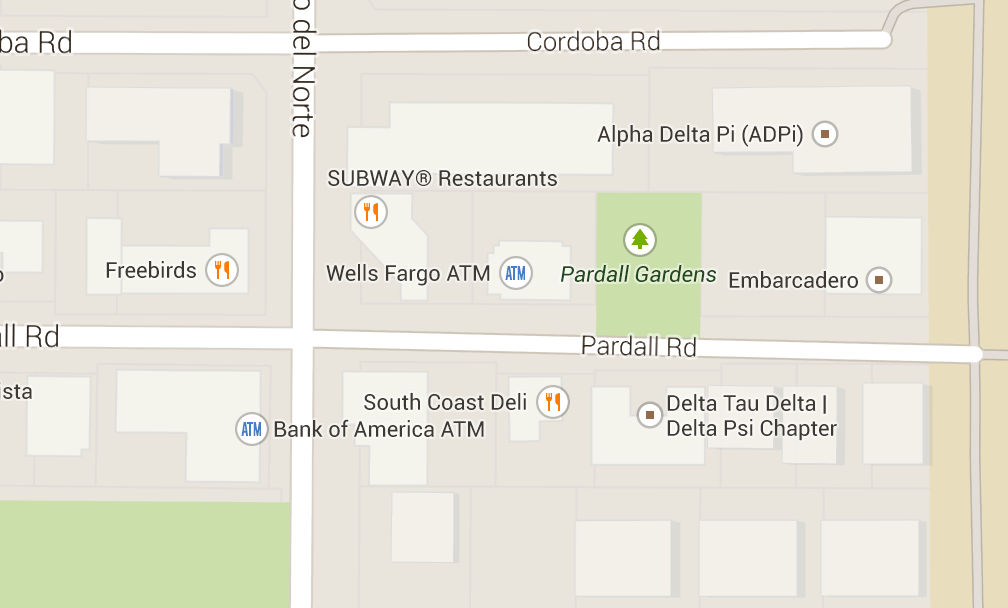 ba Rd
o del Norte
Cordoba Rd
Alpha Delta Pi (ADPi)
SUBWAY® Restaurants
Freebirds
Wells Fargo ATM
ATM
Pardall Gardens
Embarcadero
o
all Rd
Pardall Rd
ista
South Coast Deli
Delta Tau Delta |
Delta Psi Chapter
ATM
Bank of America ATM